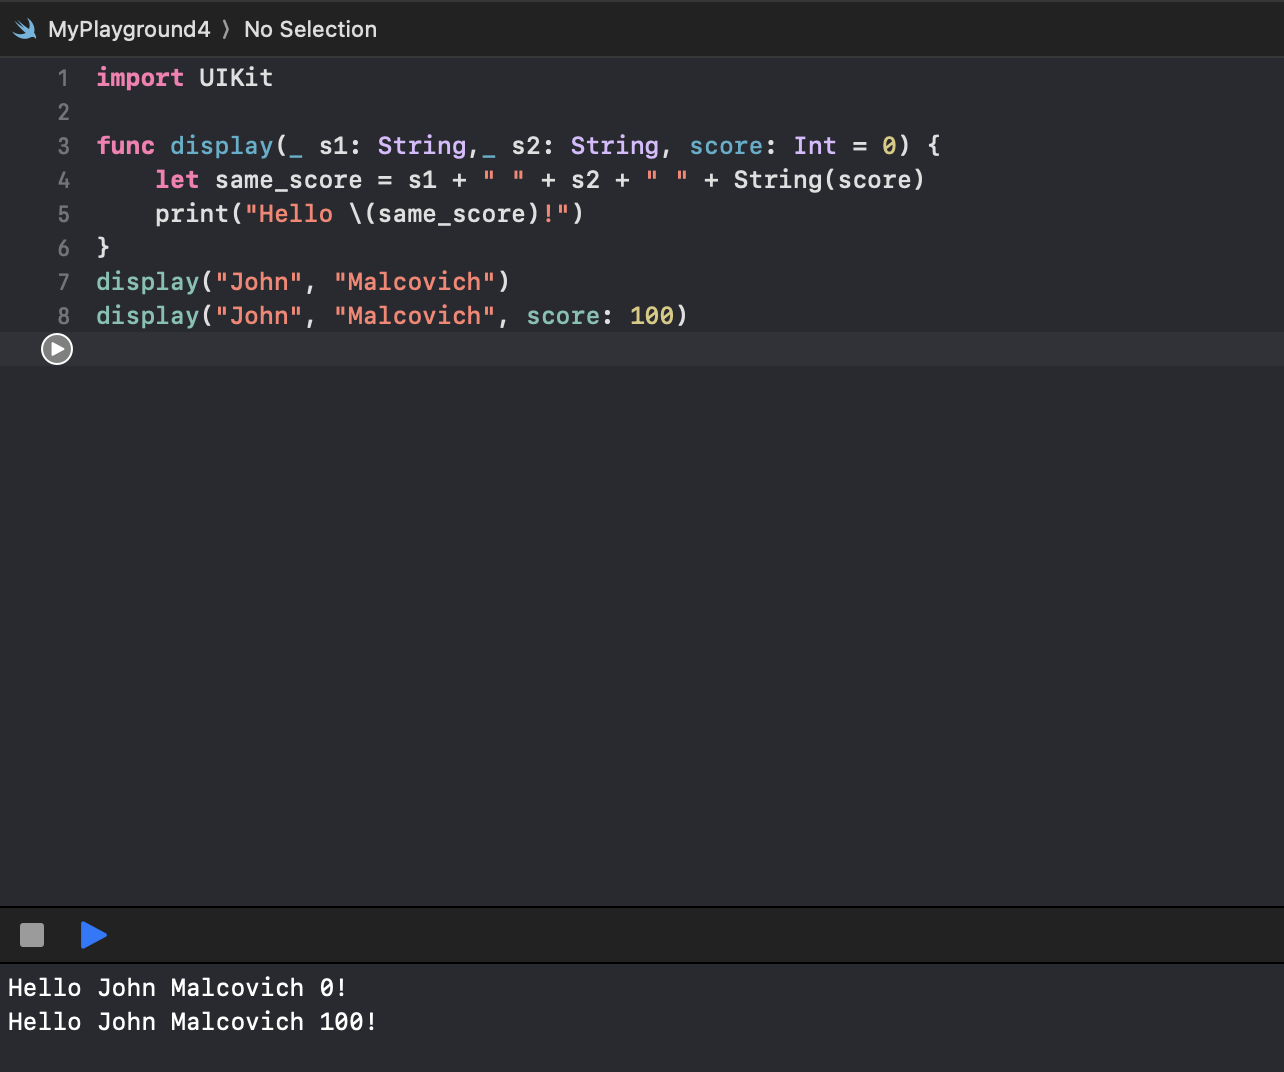 MyPlayground4 〉 No Selection
1 import UIKit
2
3 func display(_ s1: String,_ s2: String, score: Int = 0) {
4     let same_score = s1 + " " + s2 + " " + String(score)
5     print("Hello \(same_score)!")
6 }
7 display("John", "Malcovich")
8 display("John", "Malcovich", score: 100)
Hello John Malcovich 0!
Hello John Malcovich 100!